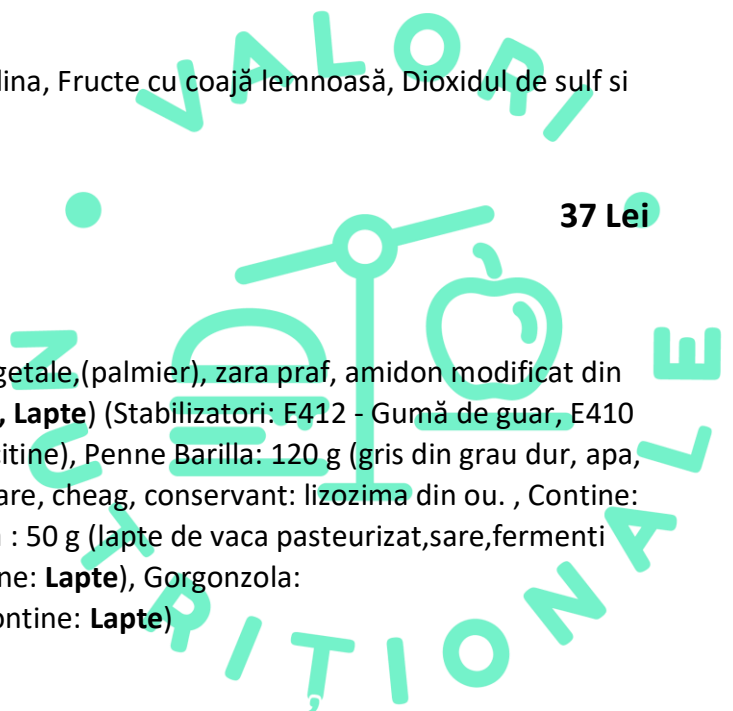 lina, Fructe cu coajă lemnoasă, Dioxidul de sulf si
37 Lei
getale,(palmier), zara praf, amidon modificat din
, Lapte) (Stabilizatori: E412 - Gumă de guar, E410
citine), Penne Barilla: 120 g (gris din grau dur, apa,
are, cheag, conservant: lizozima din ou. , Contine:
: 50 g (lapte de vaca pasteurizat,sare,fermenti
ne: Lapte), Gorgonzola:
ontine: Lapte)
VALORI
NUTRIȚIONALE